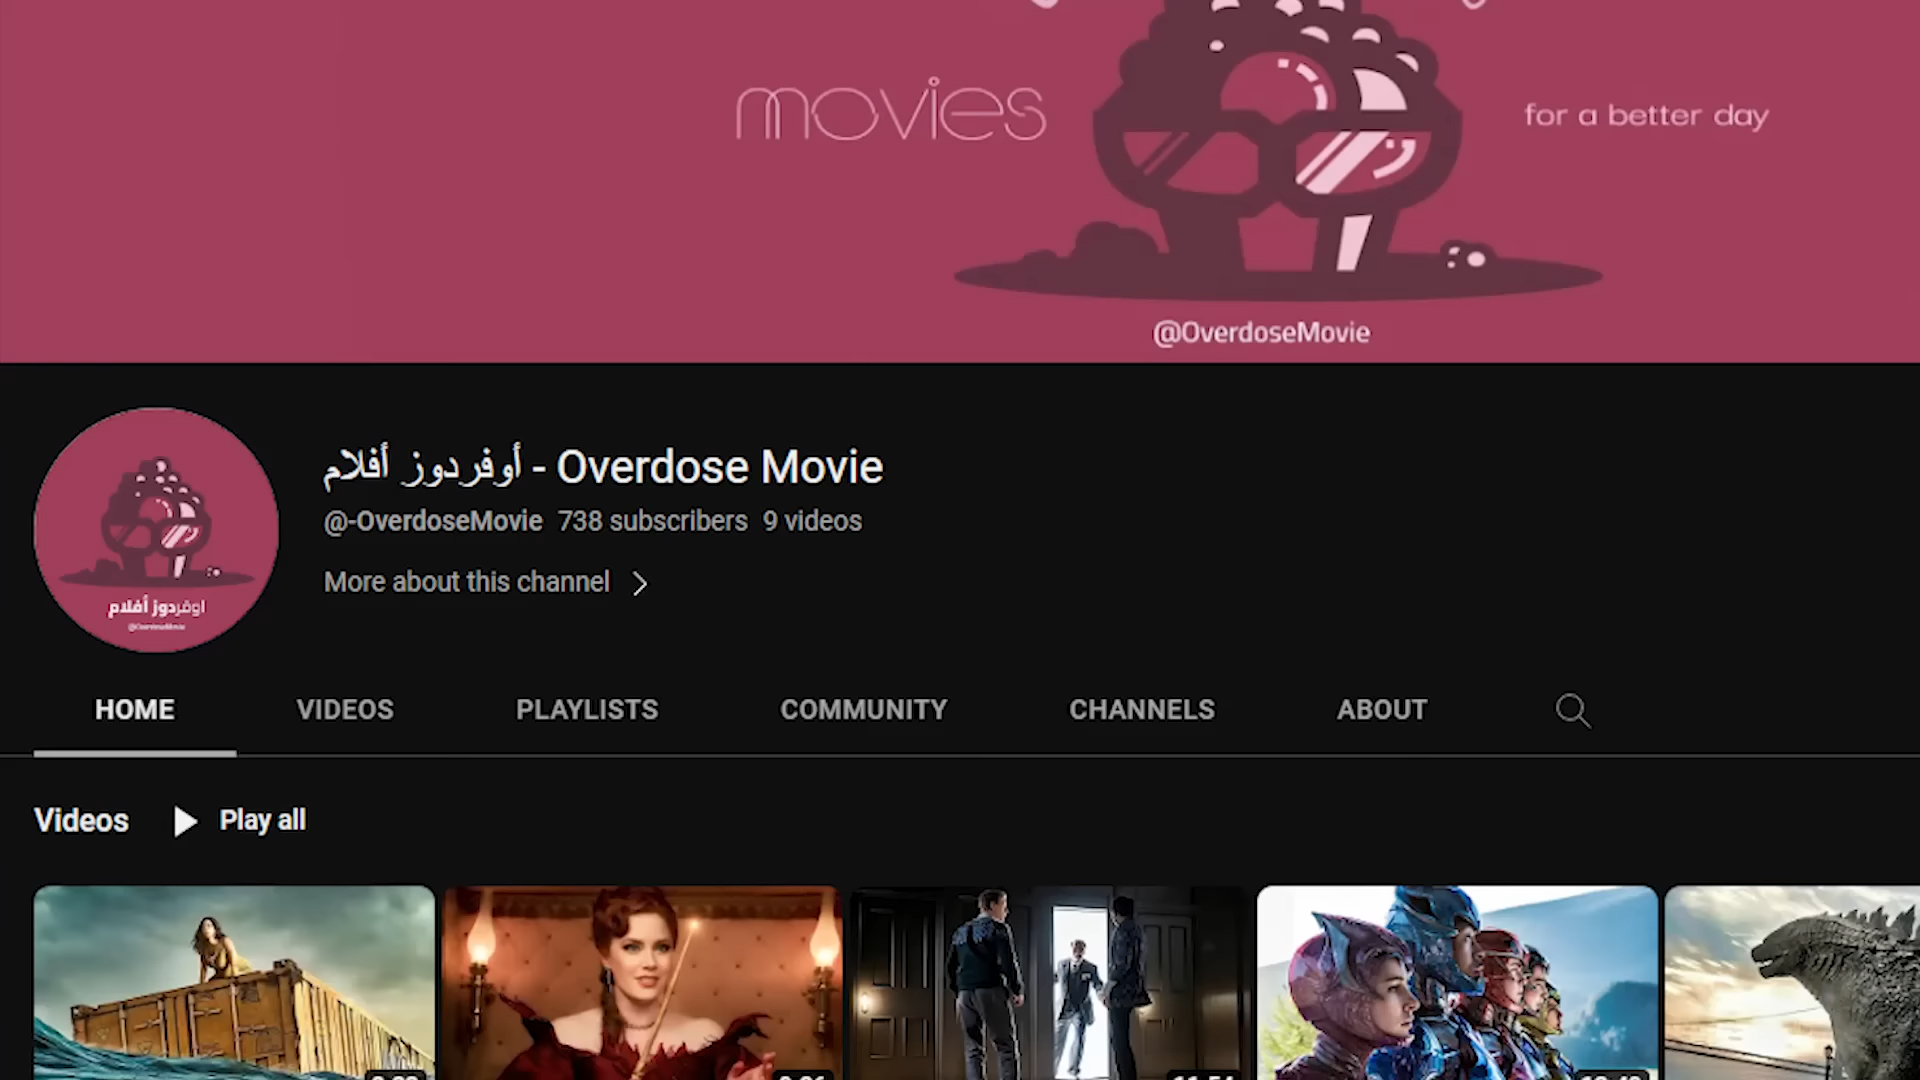 movies
for a better day
@OverdoseMovie
أوفردوز أفلام - Overdose Movie
@-OverdoseMovie 738 subscribers 9 videos
More about this channel
اوفردوز أفلام
HOME VIDEOS PLAYLISTS COMMUNITY CHANNELS ABOUT
Videos Play all